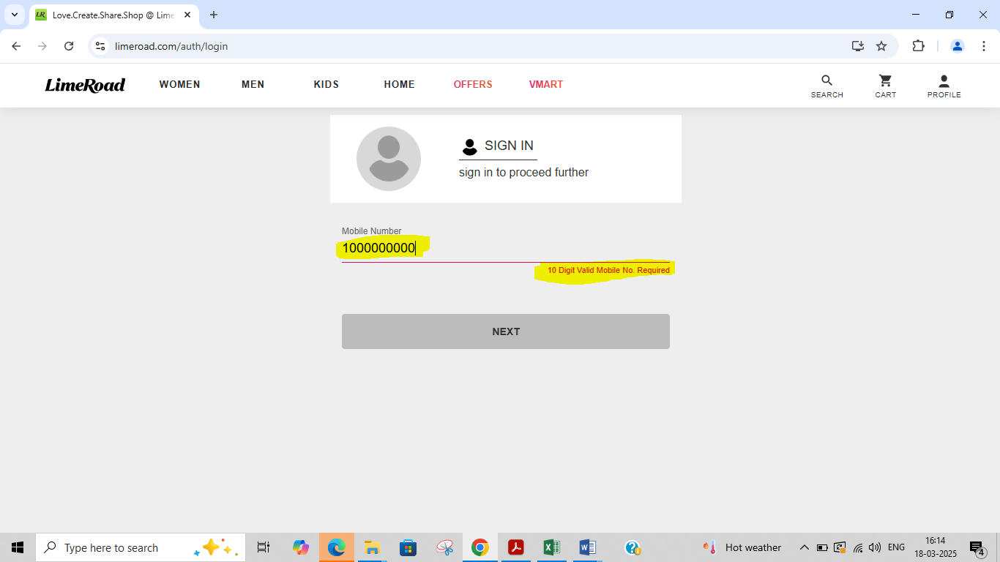 LR Love.Create.Share.Shop @ Lime
limeroad.com/auth/login
LimeRoad WOMEN MEN KIDS HOME OFFERS VMART SEARCH CART PROFILE
SIGN IN
sign in to proceed further
Mobile Number
1000000000
10 Digit Valid Mobile No. Required
NEXT
Type here to search Hot weather ENG 16:14
18-03-2025 4